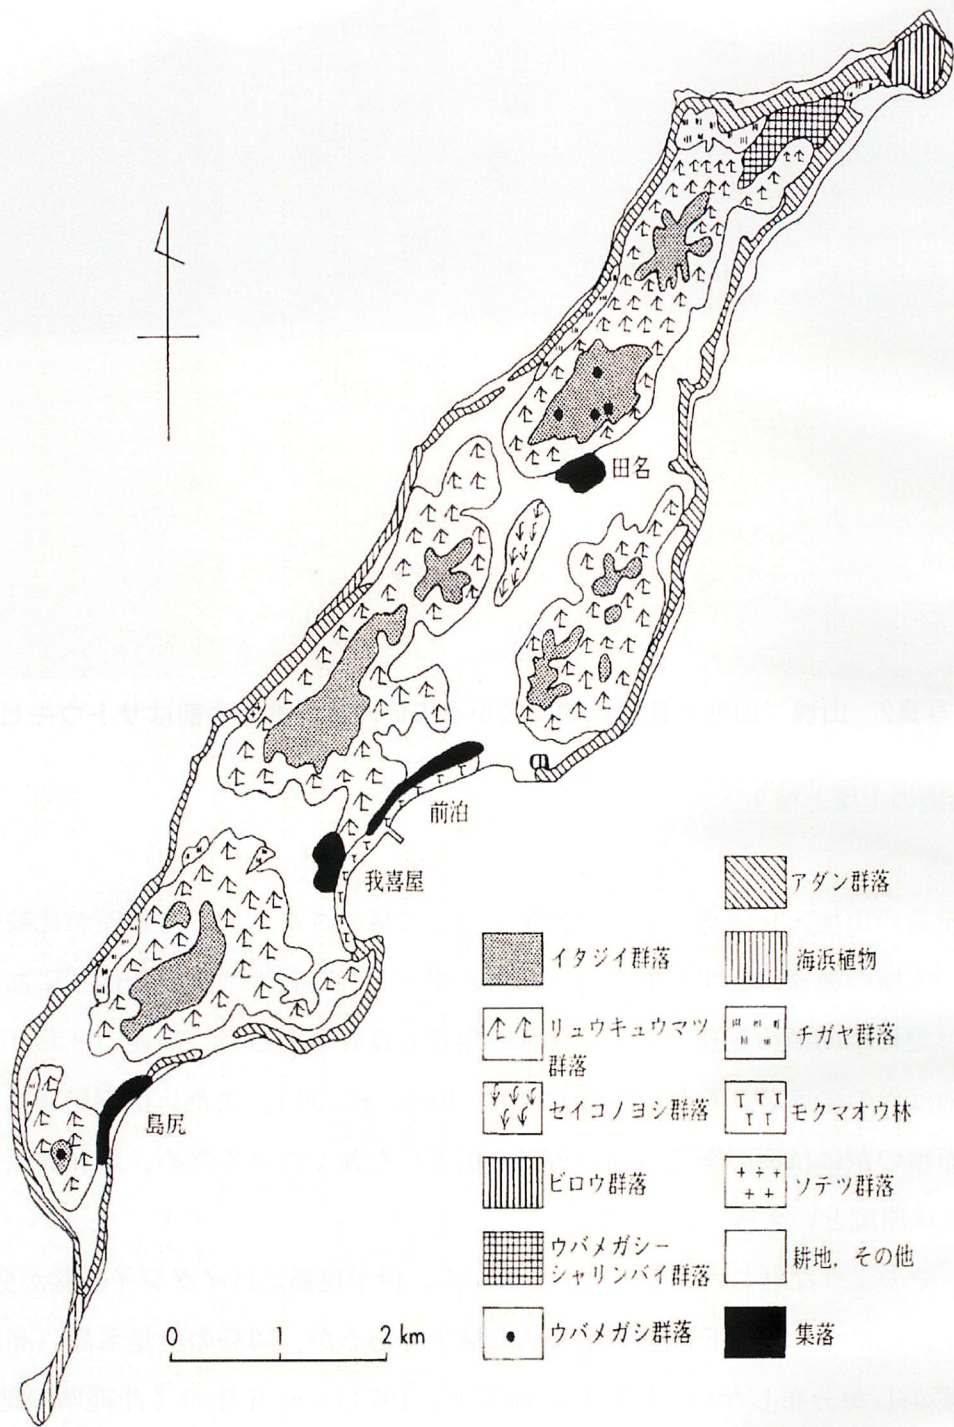 田名
前泊
我喜屋
島尻
アダン群落
イタジイ群落
海浜植物
リュウキュウマツ
群落
チガヤ群落
セイコノヨシ群落
モクマオウ林
ビロウ群落
ソテツ群落
ウバメガシー
シャリンバイ群落
耕地，その他
ウバメガシ群落
集落
0 1 2 km